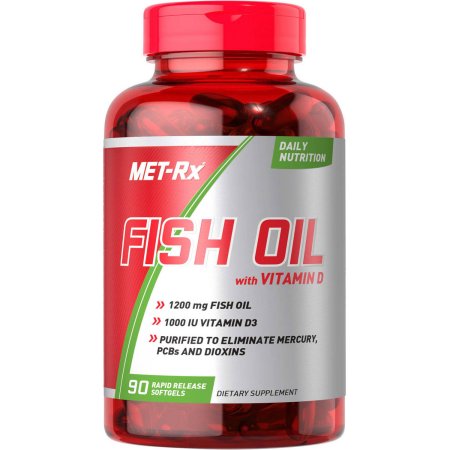 DAILY
NUTRITION
MET-Rx
FISH OIL
with VITAMIN D
» 1200 mg FISH OIL
» 1000 IU VITAMIN D3
» PURIFIED TO ELIMINATE MERCURY,
PCBs AND DIOXINS
90 RAPID RELEASE
SOFTGELS
DIETARY SUPPLEMENT